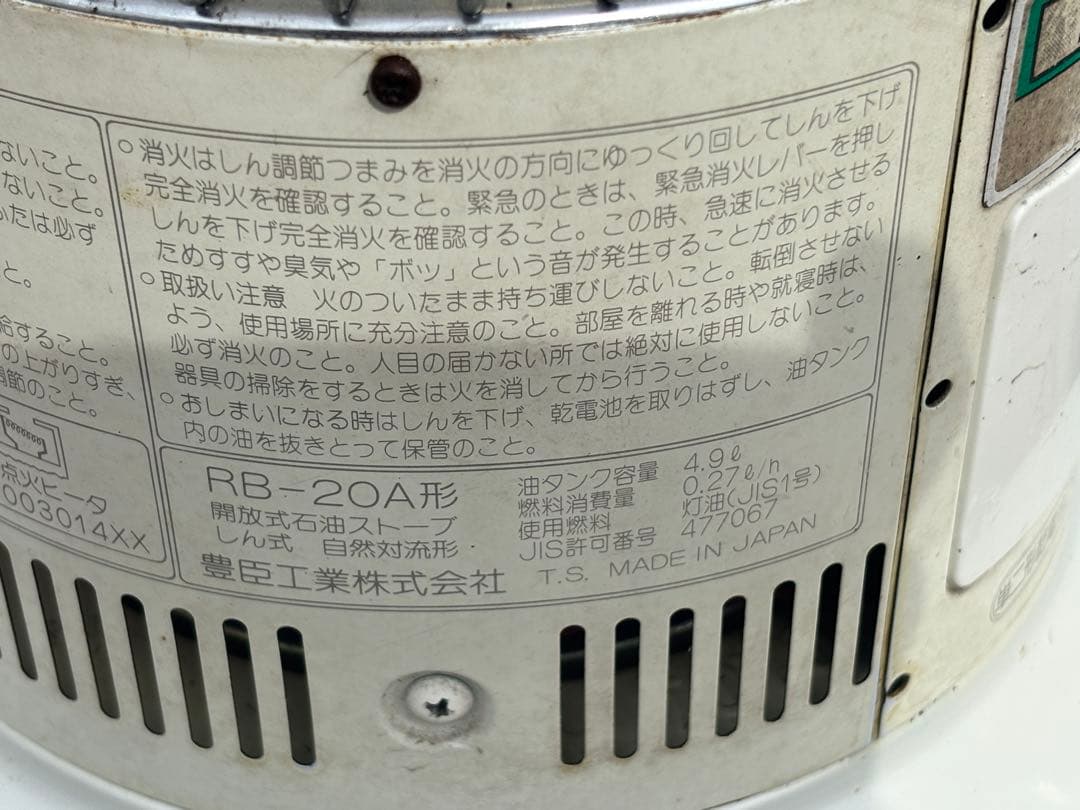 ないこと。
ないこと。
たは必ず
と。
給すること。
の上がりすぎ、
調節のこと。
点火ヒータ
003014XX
○消火はしん調節つまみを消火の方向にゆっくり回してしんを下げ
完全消火を確認すること。緊急のときは、緊急消火レバーを押し
しんを下げ完全消火を確認すること。この時、急速に消火させる
ためすすや臭気や「ボッ」という音が発生することがあります。
○取扱い注意 火のついたまま持ち運びしないこと。転倒させない
よう、使用場所に充分注意のこと。部屋を離れる時や就寝時は、
必ず消火のこと。人目の届かない所では絶対に使用しないこと。
器具の掃除をするときは火を消してから行うこと。
○おしまいになる時はしんを下げ、乾電池を取りはずし、油タンク
内の油を抜きとって保管のこと。
RB-20A形
開放式石油ストーブ
しん式 自然対流形
豊臣工業株式会社
油タンク容量 4.9ℓ
燃料消費量 0.27ℓ/h
使用燃料 灯油(JIS1号)
JIS許可番号 477067
T.S. MADE IN JAPAN